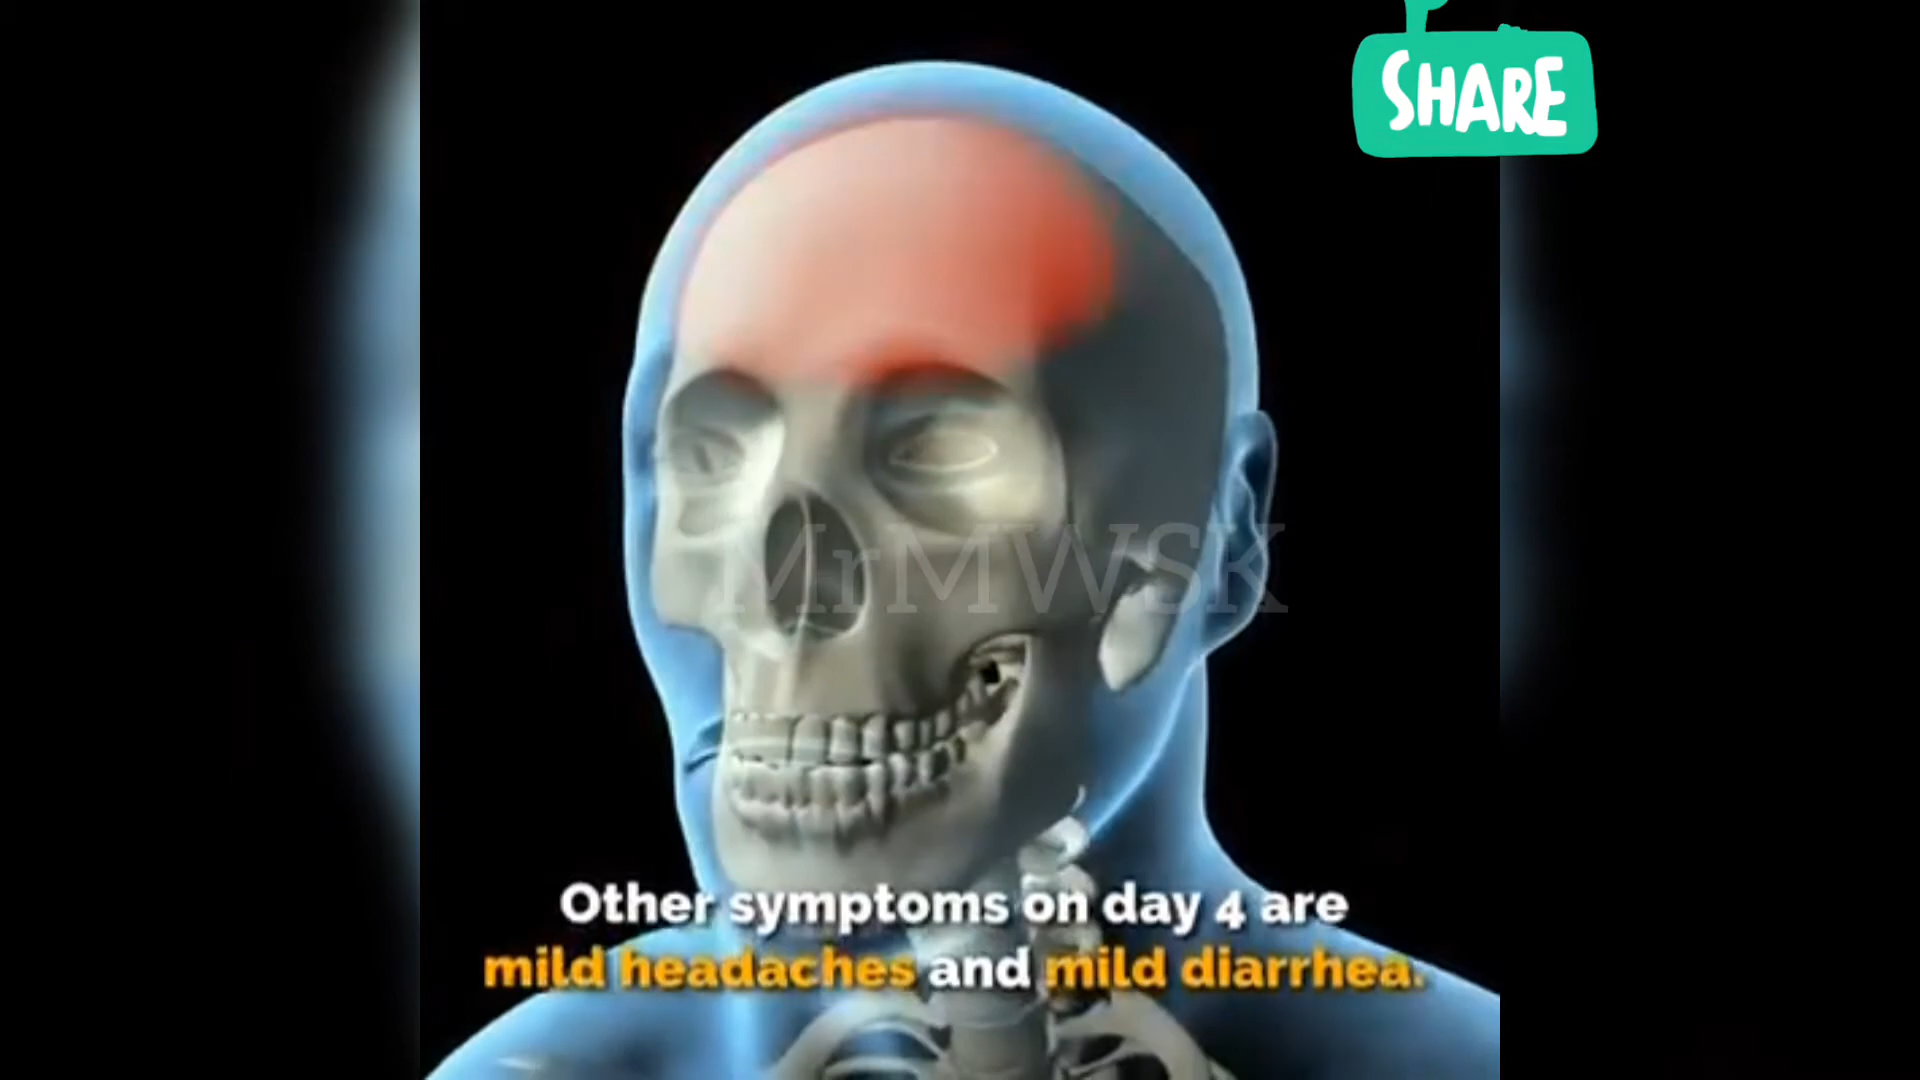 SHARE
MrMWSK
Other symptoms on day 4 are
mild headaches and mild diarrhea.